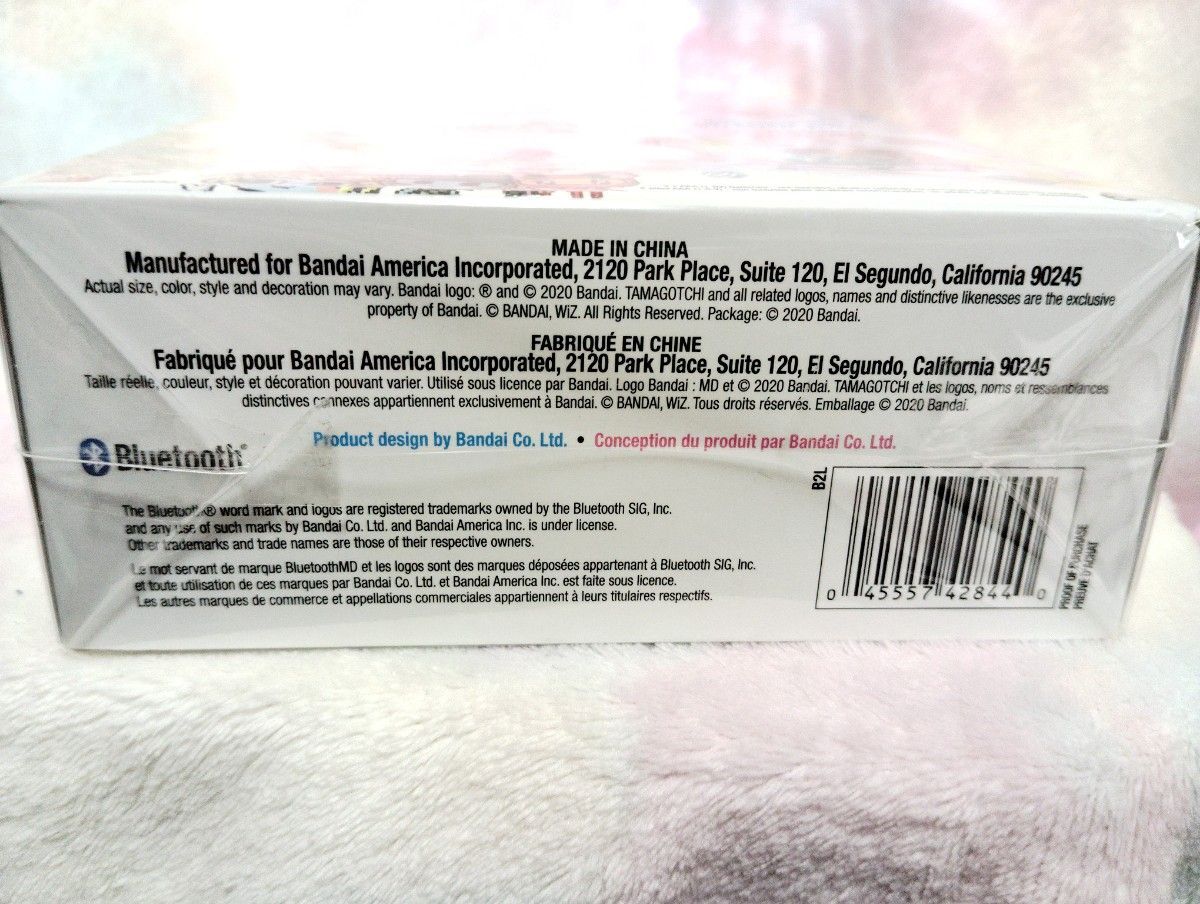 MADE IN CHINA
Manufactured for Bandai America Incorporated, 2120 Park Place, Suite 120, El Segundo, California 90245
Actual size, color, style and decoration may vary. Bandai logo: ® and © 2020 Bandai. TAMAGOTCHI and all related logos, names and distinctive likenesses are the exclusive
property of Bandai. © BANDAI, WiZ. All Rights Reserved. Package: © 2020 Bandai.
FABRIQUÉ EN CHINE
Fabriqué pour Bandai America Incorporated, 2120 Park Place, Suite 120, El Segundo, California 90245
Taille réelle, couleur, style et décoration pouvant varier. Utilisé sous licence par Bandai. Logo Bandai : MD et © 2020 Bandai. TAMAGOTCHI et les logos, noms et ressemblances
distinctives connexes appartiennent exclusivement à Bandai. © BANDAI, WiZ. Tous droits réservés. Emballage © 2020 Bandai.
Product design by Bandai Co. Ltd. • Conception du produit par Bandai Co. Ltd.
Bluetooth®
The Bluetooth® word mark and logos are registered trademarks owned by the Bluetooth SIG, Inc.
and any use of such marks by Bandai Co. Ltd. and Bandai America Inc. is under license.
Other trademarks and trade names are those of their respective owners.
Le mot servant de marque BluetoothMD et les logos sont des marques déposées appartenant à Bluetooth SIG, Inc.
et toute utilisation de ces marques par Bandai Co. Ltd. et Bandai America Inc. est faite sous licence.
Les autres marques de commerce et appellations commerciales appartiennent à leurs titulaires respectifs.
B2L
0 45557 42844 0
PROOF OF PURCHASE
PREUVE D'ACHAT